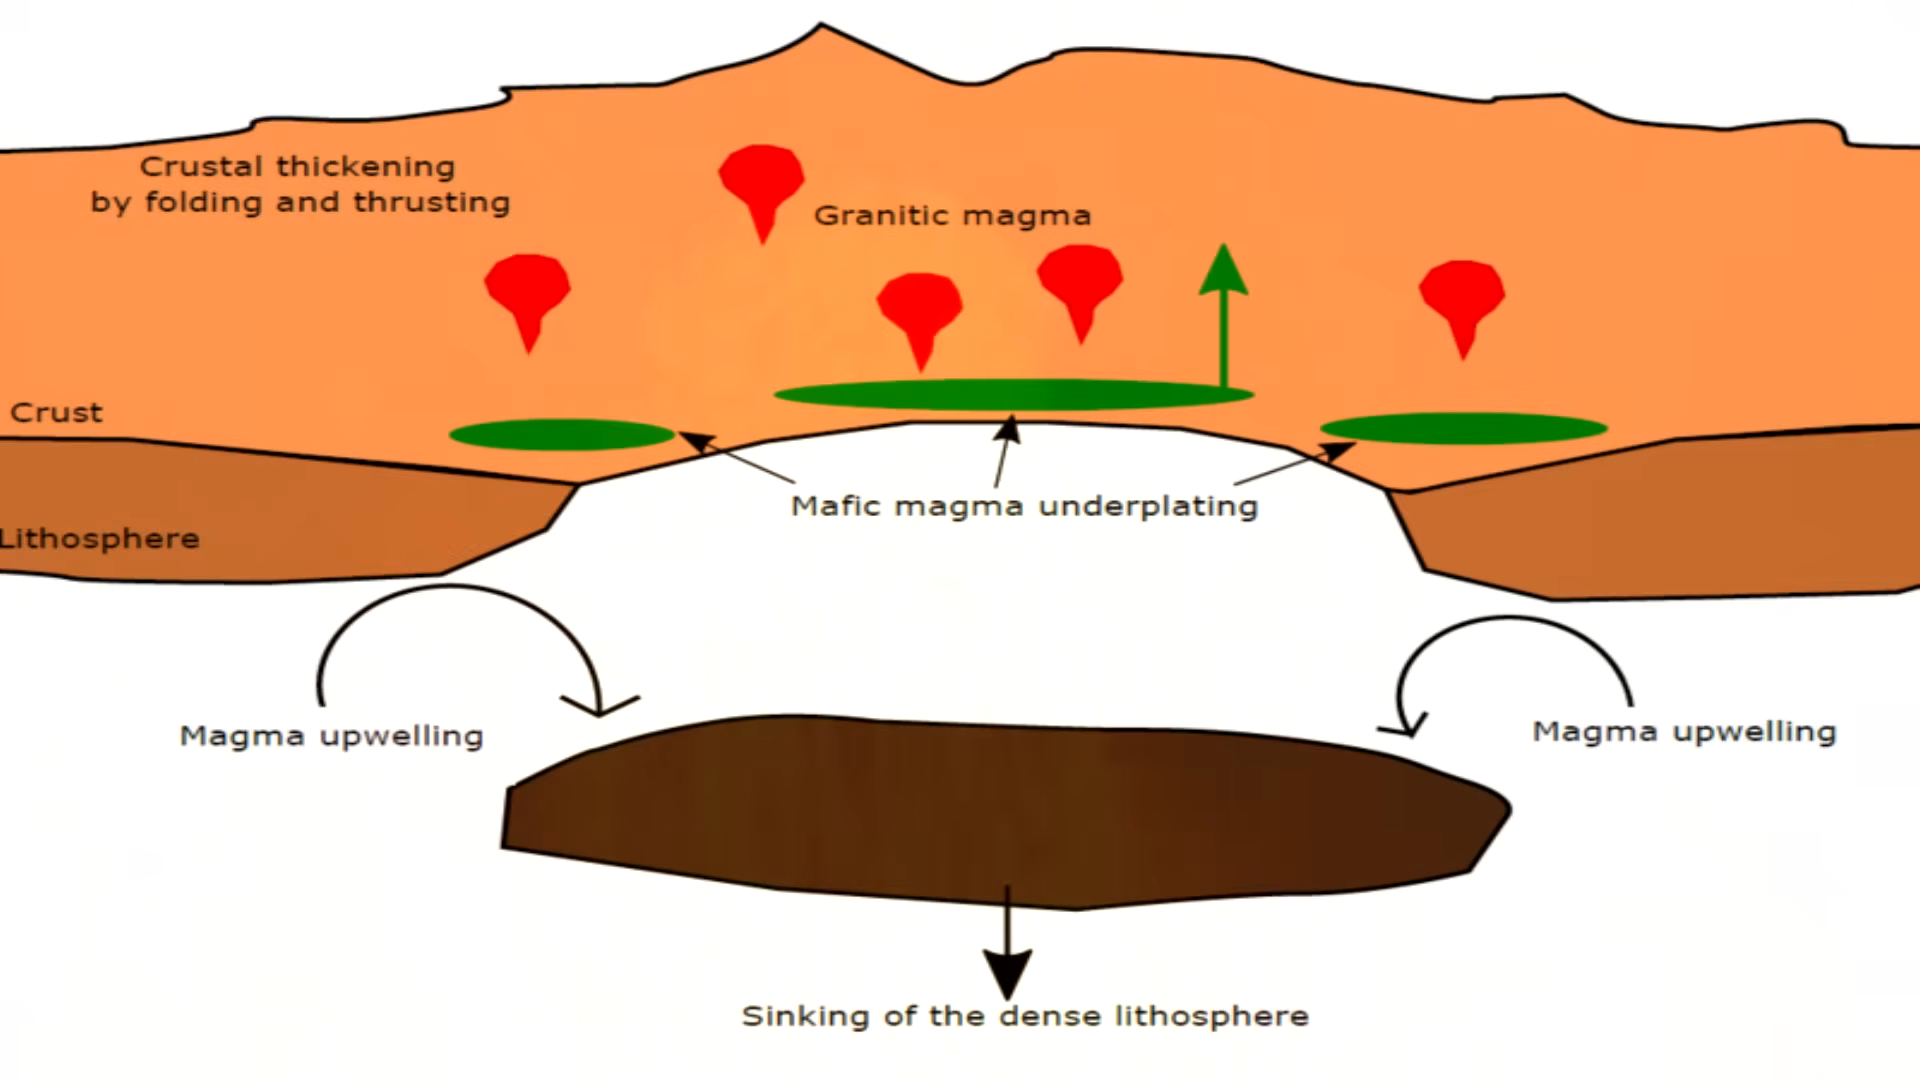 Crustal thickening
by folding and thrusting
Granitic magma
Crust
Mafic magma underplating
Lithosphere
Magma upwelling
Magma upwelling
Sinking of the dense lithosphere